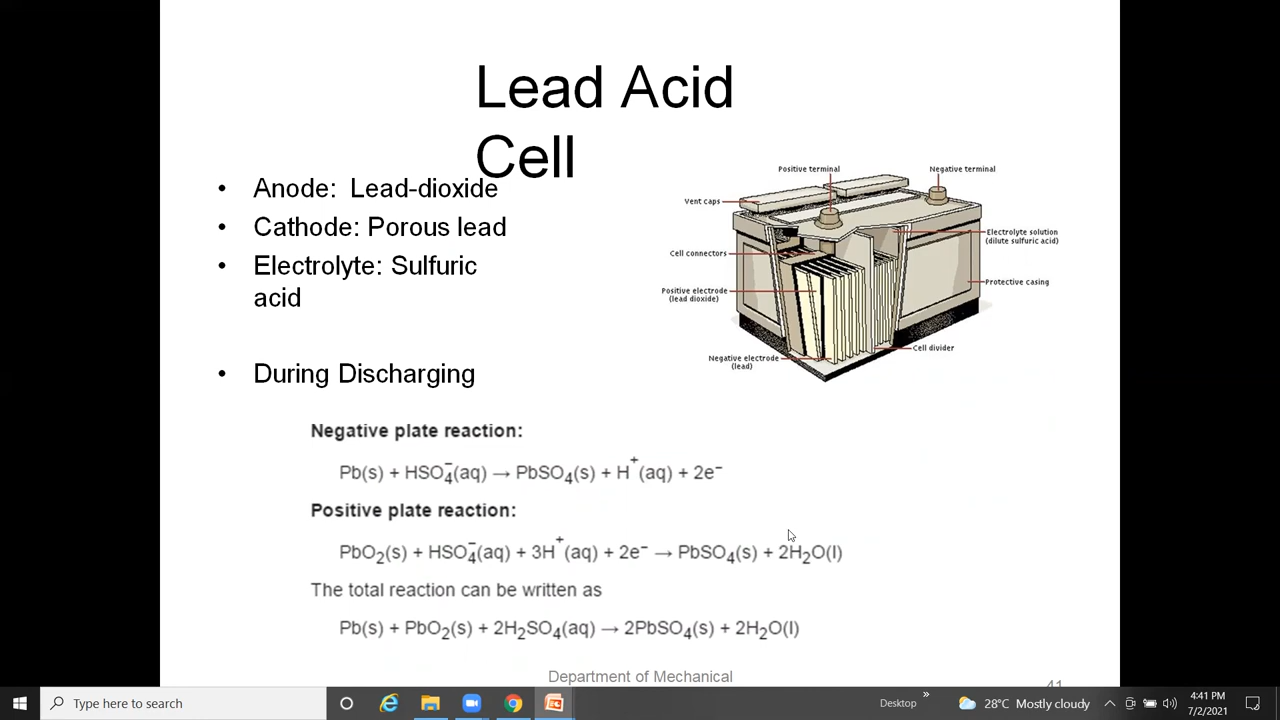 Lead Acid
Cell
• Anode: Lead-dioxide
• Cathode: Porous lead
• Electrolyte: Sulfuric
acid
• During Discharging
Positive terminal
Negative terminal
Vent caps
Electrolyte solution
(dilute sulfuric acid)
Cell connectors
Protective casing
Positive electrode
(lead dioxide)
Cell divider
Negative electrode
(lead)
Negative plate reaction:
Pb(s) + HSO₄⁻(aq) → PbSO₄(s) + H⁺(aq) + 2e⁻
Positive plate reaction:
PbO₂(s) + HSO₄⁻(aq) + 3H⁺(aq) + 2e⁻ → PbSO₄(s) + 2H₂O(l)
The total reaction can be written as
Pb(s) + PbO₂(s) + 2H₂SO₄(aq) → 2PbSO₄(s) + 2H₂O(l)
Department of Mechanical
41
Type here to search
Desktop
»
28°C Mostly cloudy
4:41 PM
7/2/2021